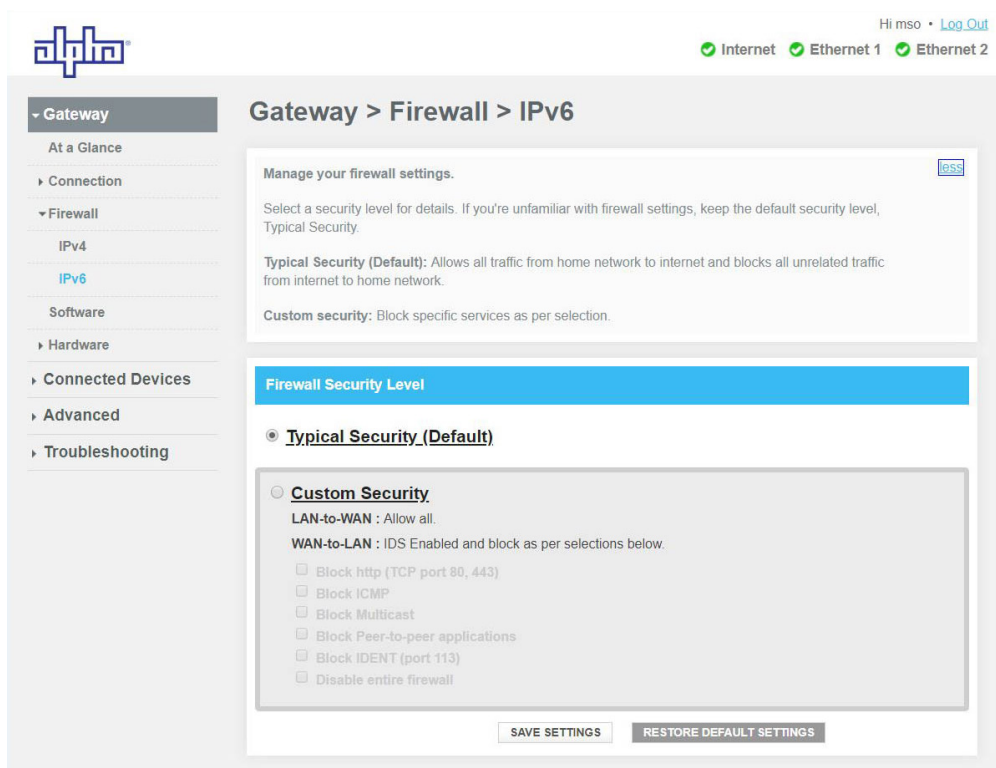 alpha
Hi mso • Log Out
Internet Ethernet 1 Ethernet 2
Gateway
At a Glance
Connection
Firewall
IPv4
IPv6
Software
Hardware
Connected Devices
Advanced
Troubleshooting
Gateway > Firewall > IPv6
Manage your firewall settings.
less
Select a security level for details. If you're unfamiliar with firewall settings, keep the default security level,
Typical Security.
Typical Security (Default): Allows all traffic from home network to internet and blocks all unrelated traffic
from internet to home network.
Custom security: Block specific services as per selection.
Firewall Security Level
Typical Security (Default)
Custom Security
LAN-to-WAN : Allow all.
WAN-to-LAN : IDS Enabled and block as per selections below.
Block http (TCP port 80, 443)
Block ICMP
Block Multicast
Block Peer-to-peer applications
Block IDENT (port 113)
Disable entire firewall
SAVE SETTINGS
RESTORE DEFAULT SETTINGS